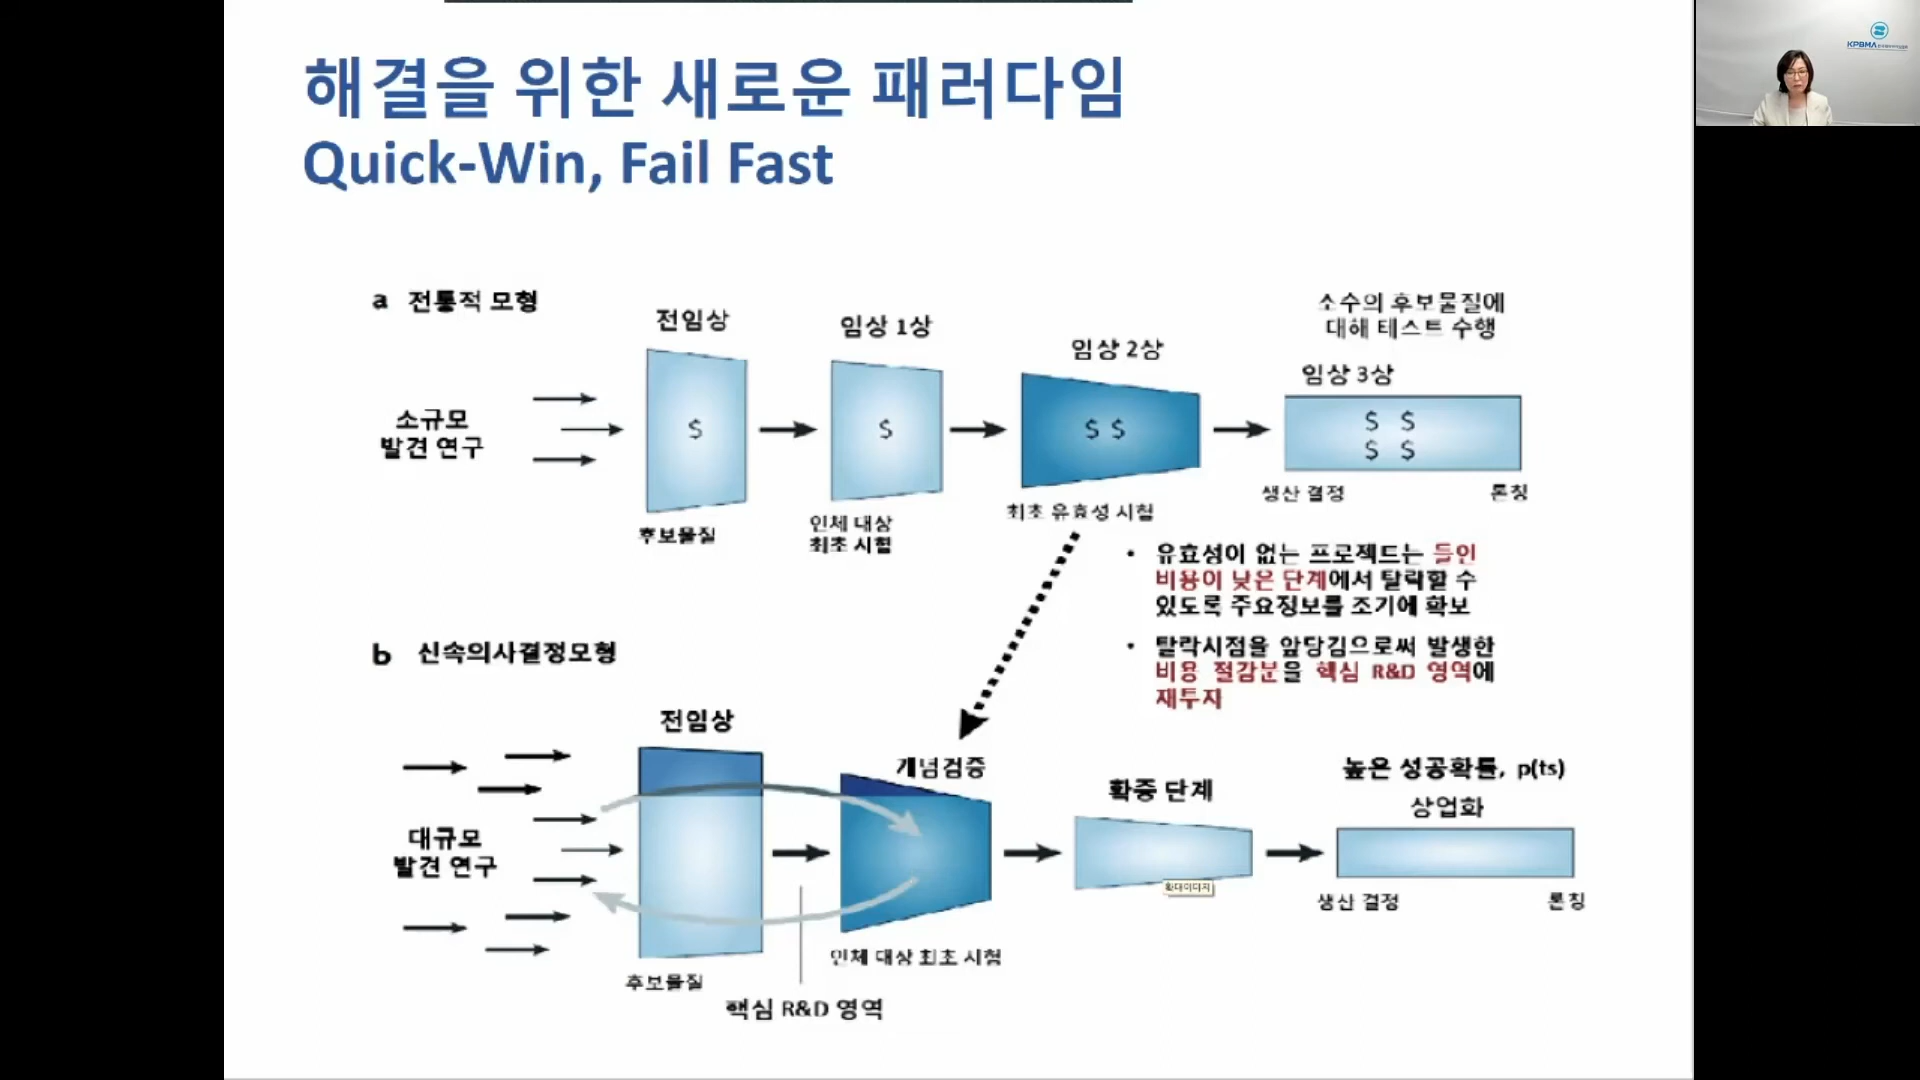 해결을 위한 새로운 패러다임
Quick-Win, Fail Fast
a 전통적 모형
전임상
임상 1상
임상 2상
소수의 후보물질에
대해 테스트 수행
임상 3상
소규모
발견 연구
$
$
$ $
$ $
$ $
후보물질
인체 대상
최초 시험
최초 유효성 시험
생산 결정
론칭
• 유효성이 없는 프로젝트는 들인
비용이 낮은 단계에서 탈락할 수
있도록 주요정보를 조기에 확보
• 탈락시점을 앞당김으로써 발생한
비용 절감분을 핵심 R&D 영역에
재투자
b 신속의사결정모형
전임상
개념검증
확증 단계
높은 성공확률, p(ts)
상업화
대규모
발견 연구
확대이미지
생산 결정
론칭
후보물질
인체 대상 최초 시험
핵심 R&D 영역
KPBMA